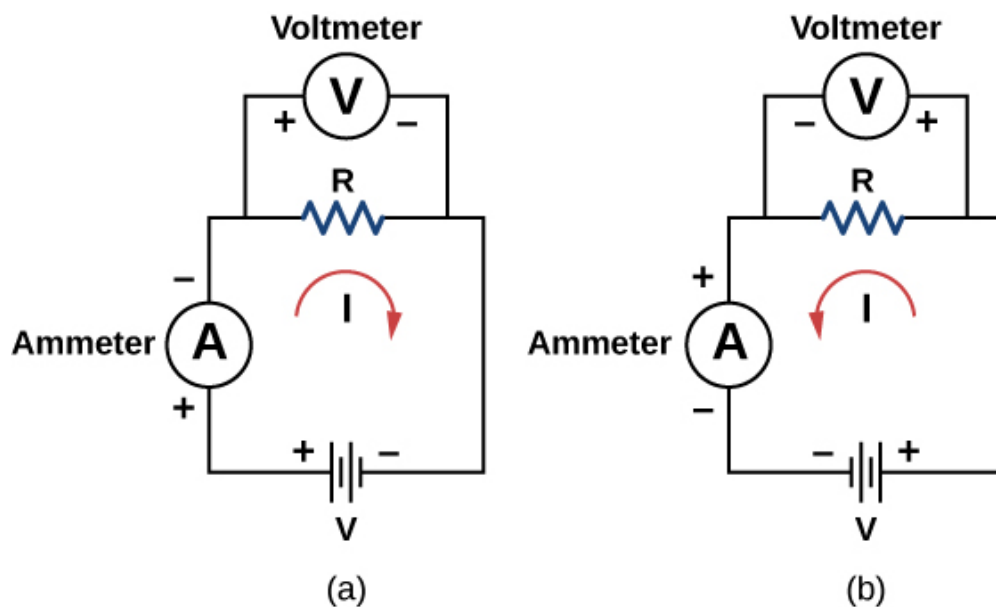 Voltmeter Voltmeter
V V
+ − − +
R R
− +
I I
Ammeter A Ammeter A
+ −
+ − − +
V V
(a) (b)